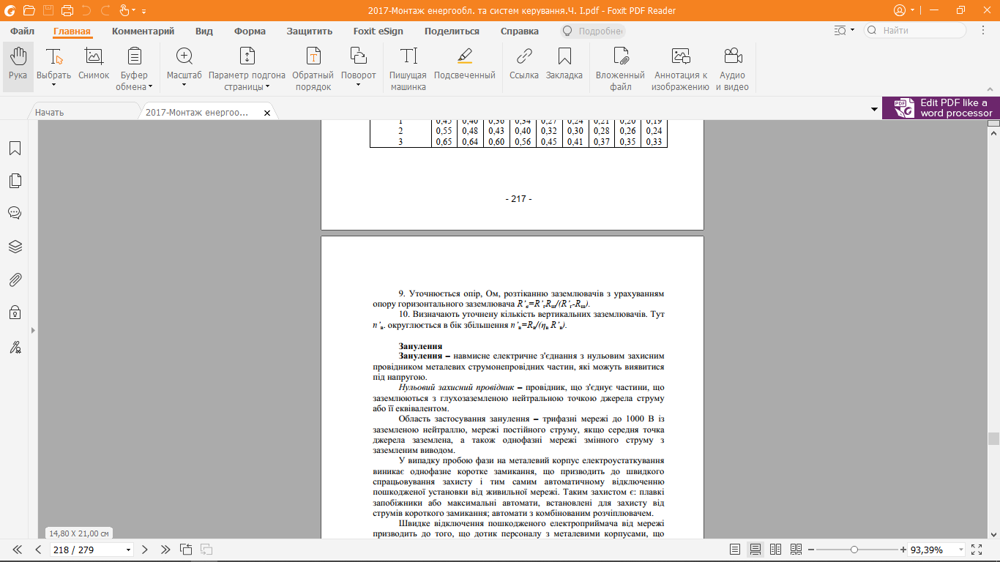 2017-Монтаж енергообл. та систем керування.Ч. I.pdf - Foxit PDF Reader
Файл Главная Комментарий Вид Форма Защитить Foxit eSign Поделиться Справка Подробнее Найти
Рука Выбрать Снимок Буфер обмена Масштаб Параметр подгона страницы Обратный порядок Поворот Пишущая машинка Подсвеченный Ссылка Закладка Вложенный файл Аннотация к изображению Аудио и видео
Начать 2017-Монтаж енергоо... Edit PDF like a
word processor
1 0,45 0,40 0,36 0,34 0,27 0,24 0,21 0,20 0,19
2 0,55 0,48 0,43 0,40 0,32 0,30 0,28 0,26 0,24
3 0,65 0,64 0,60 0,56 0,45 0,41 0,37 0,35 0,33
- 217 -
9. Уточнюється опір, Ом, розтіканню заземлювачів з урахуванням
опору горизонтального заземлювача R'в=R'гRш/(R'г-Rш).
10. Визначають уточнену кількість вертикальних заземлювачів. Тут
n'в. округлюється в бік збільшення n'в=Rв/(ηв R'в).
Занулення
Занулення – навмисне електричне з'єднання з нульовим захисним
провідником металевих струмонепровідних частин, які можуть виявитися
під напругою.
Нульовий захисний провідник – провідник, що з'єднує частини, що
заземлюються з глухозаземленою нейтральною точкою джерела струму
або її еквівалентом.
Область застосування занулення – трифазні мережі до 1000 В із
заземленою нейтраллю, мережі постійного струму, якщо середня точка
джерела заземлена, а також однофазні мережі змінного струму з
заземленим виводом.
У випадку пробою фази на металевий корпус електроустаткування
виникає однофазне коротке замикання, що призводить до швидкого
спрацьовування захисту і тим самим автоматичному відключенню
пошкодженої установки від живильної мережі. Таким захистом є: плавкі
запобіжники або максимальні автомати, встановлені для захисту від
струмів короткого замикання; автомати з комбінованим розчіплювачем.
Швидке відключення пошкодженого електроприймача від мережі
призводить до того, що дотик персоналу з металевими корпусами, що
14,80 X 21,00 см
218 / 279 93,39%